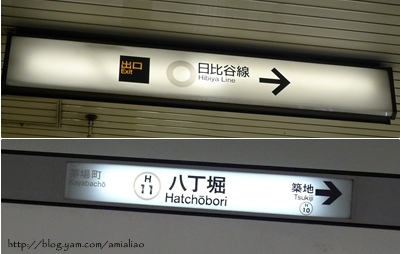 出口
Exit
日比谷線
Hibiya Line
茅場町
Kayabachō
H
11
八丁堀
Hatchōbori
築地
Tsukiji
H
10
http://blog.yam.com/amialiao